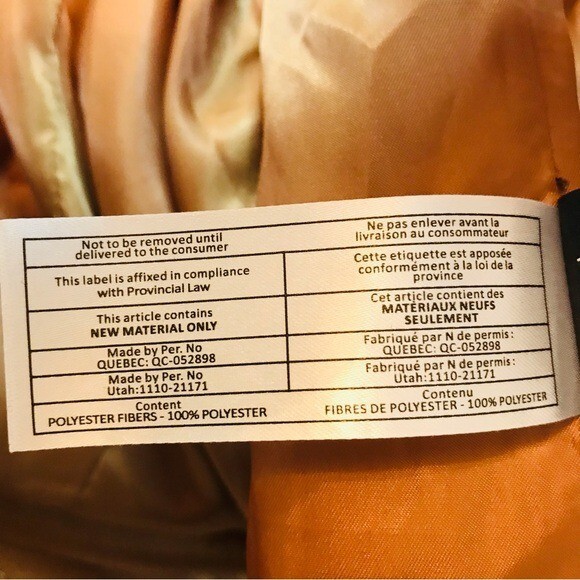 Not to be removed until
delivered to the consumer
Ne pas enlever avant la
livraison au consommateur
This label is affixed in compliance
with Provincial Law
Cette etiquette est apposée
conformément à la loi de la
province
This article contains
NEW MATERIAL ONLY
Cet article contient des
MATÉRIAUX NEUFS
SEULEMENT
Made by Per. No
QUEBEC: QC-052898
Fabriqué par N de permis :
QUEBEC: QC-052898
Made by Per. No
Utah:1110-21171
Fabriqué par N de permis :
Utah:1110-21171
Content
POLYESTER FIBERS - 100% POLYESTER
Contenu
FIBRES DE POLYESTER - 100% POLYESTER